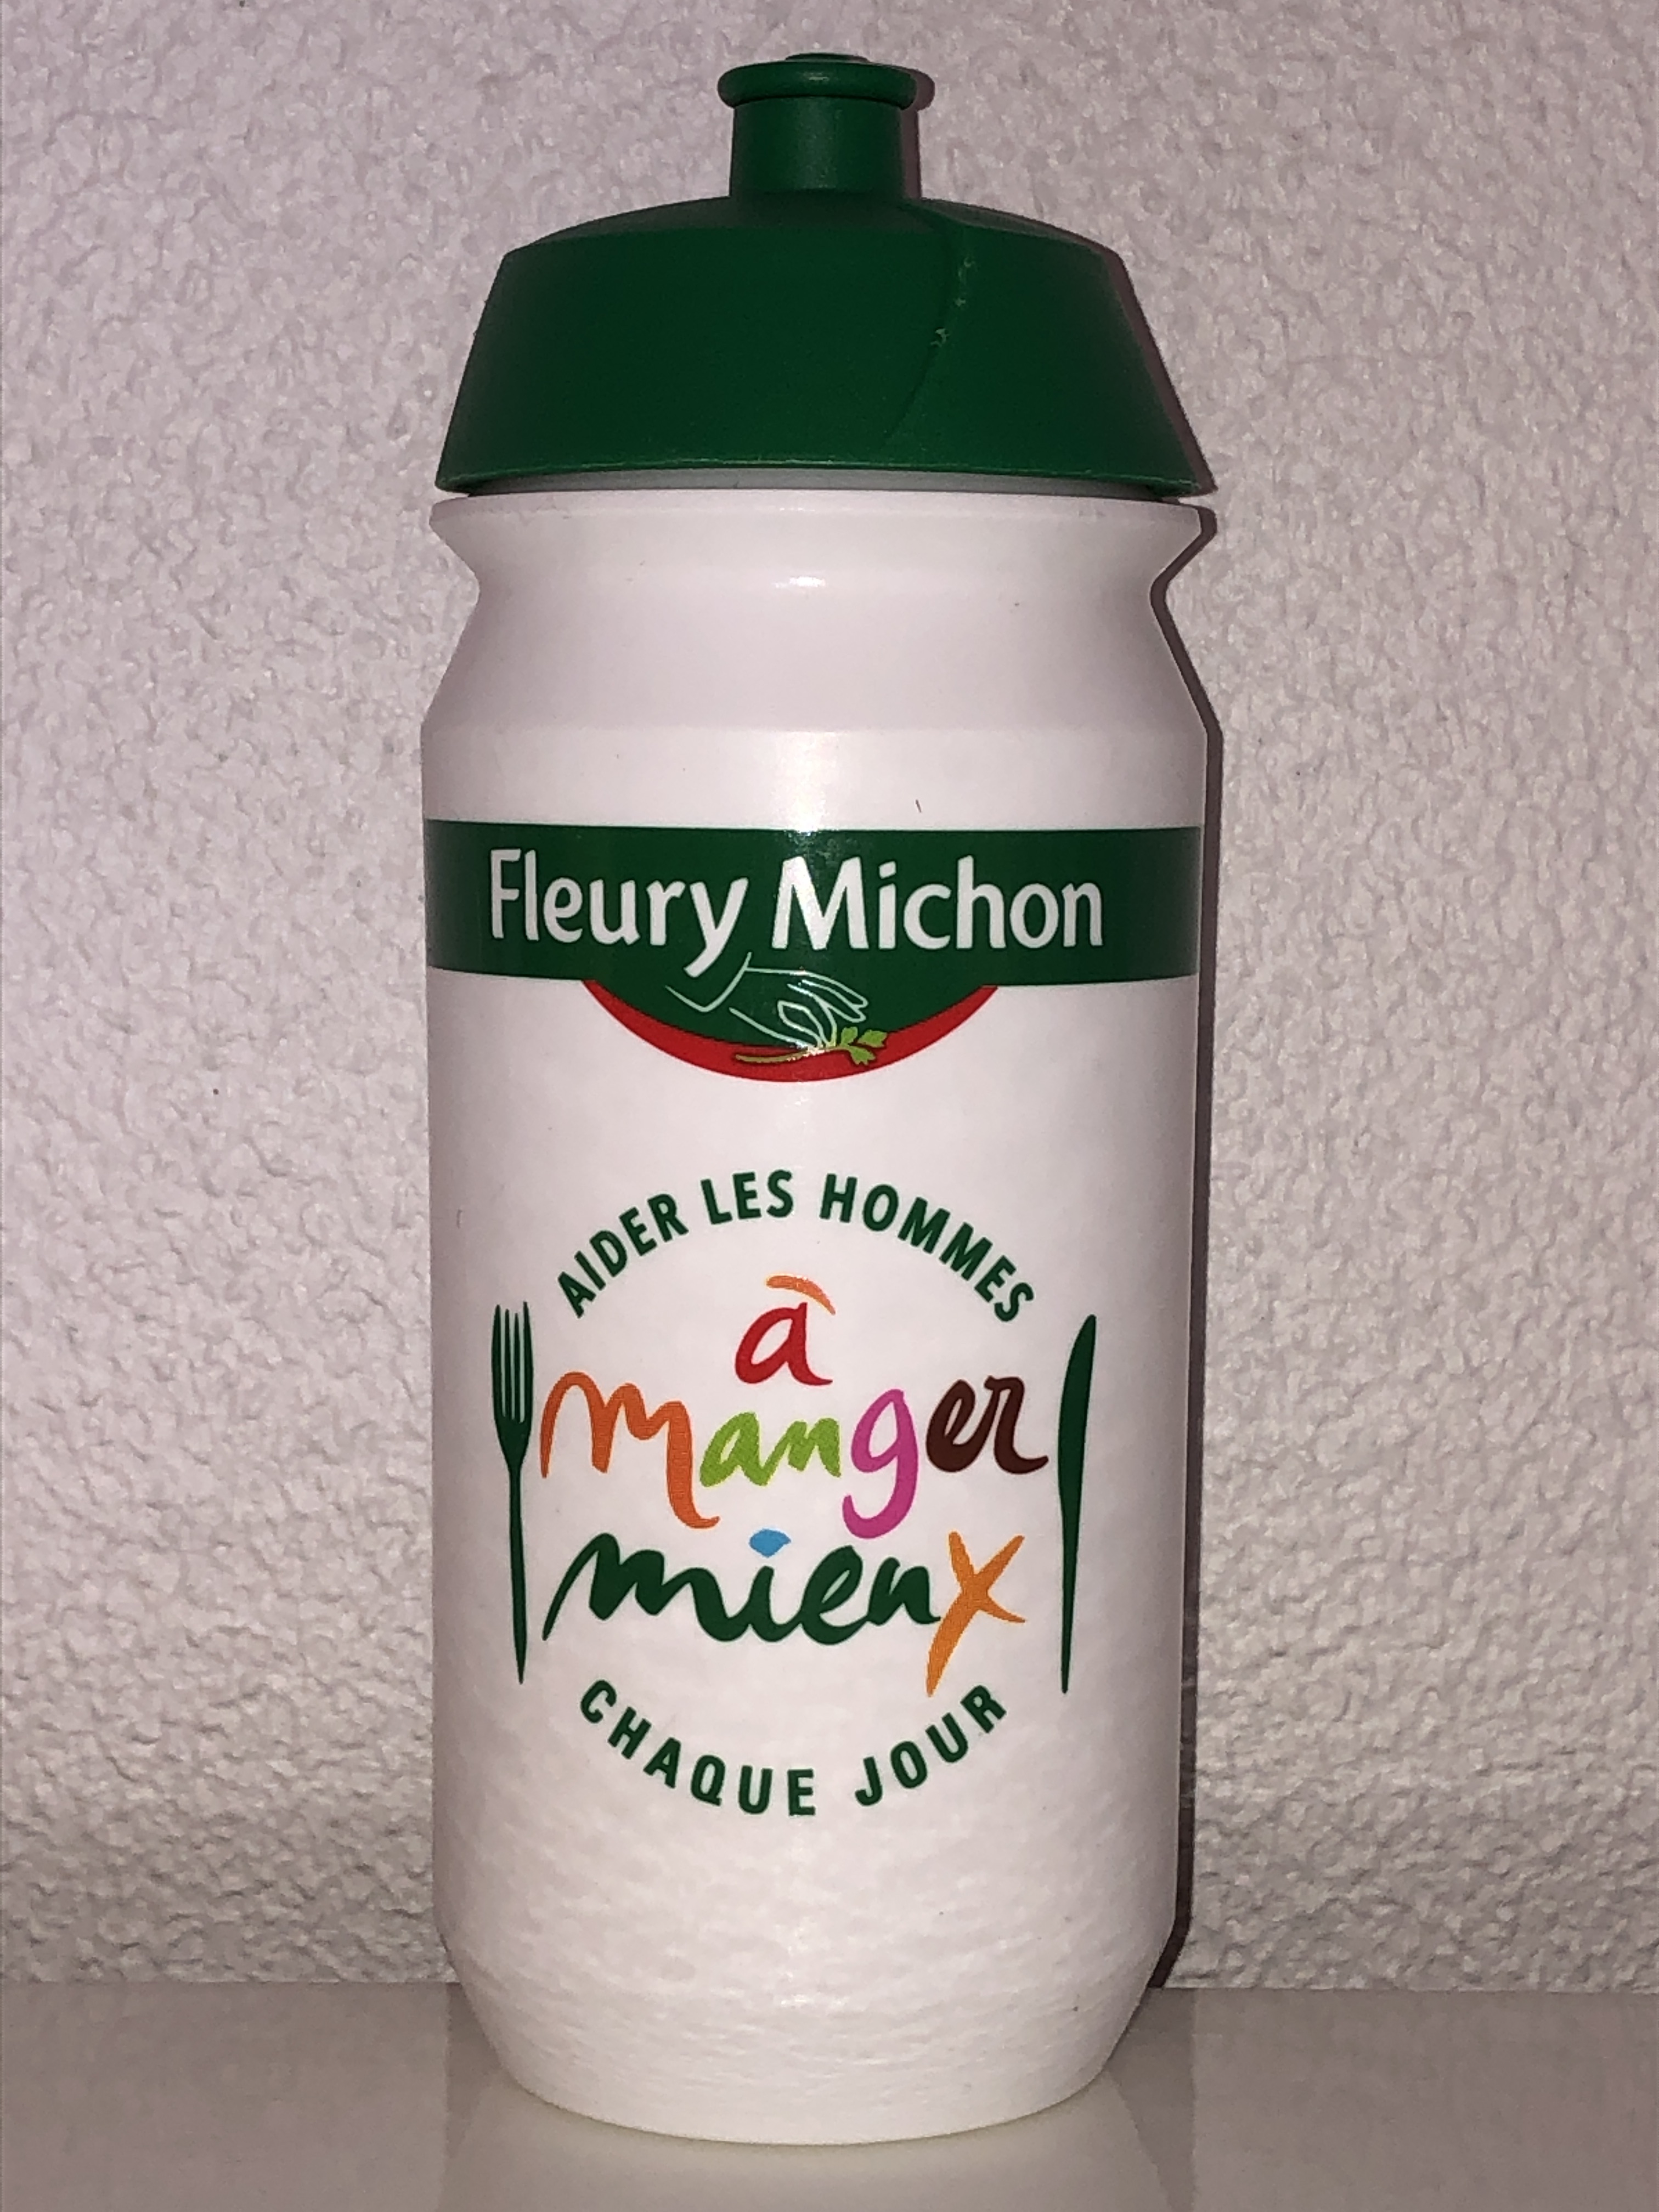 Fleury Michon
AIDER LES HOMMES
à
manger
mieux
CHAQUE JOUR